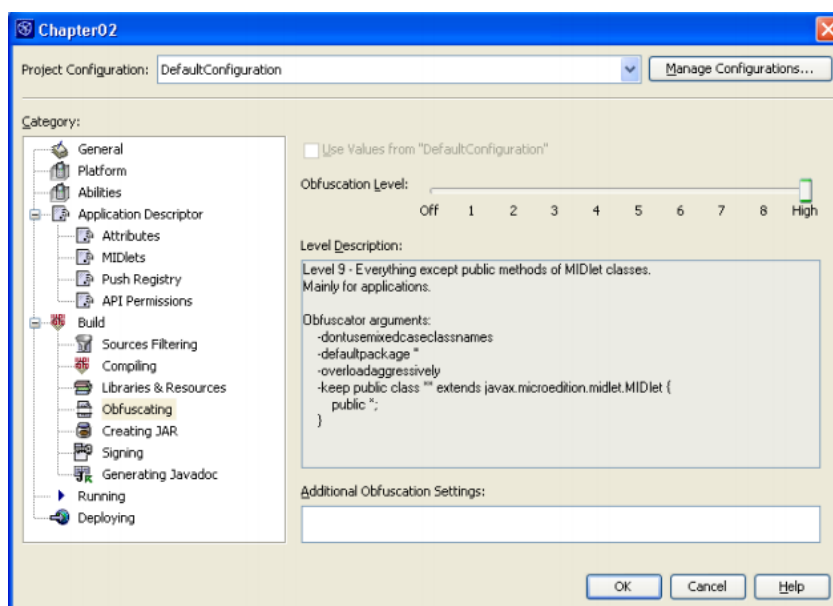 Chapter02
Project Configuration: DefaultConfiguration Manage Configurations...
Category:
General
Platform
Abilities
Application Descriptor
Attributes
MIDlets
Push Registry
API Permissions
Build
Sources Filtering
Compiling
Libraries & Resources
Obfuscating
Creating JAR
Signing
Generating Javadoc
Running
Deploying
Use Values from "DefaultConfiguration"
Obfuscation Level:
Off 1 2 3 4 5 6 7 8 High
Level Description:
Level 9 - Everything except public methods of MIDlet classes.
Mainly for applications.
Obfuscator arguments:
-dontusemixedcaseclassnames
-defaultpackage ''
-overloadaggressively
-keep public class ** extends javax.microedition.midlet.MIDlet {
public *;
}
Additional Obfuscation Settings:
OK Cancel Help